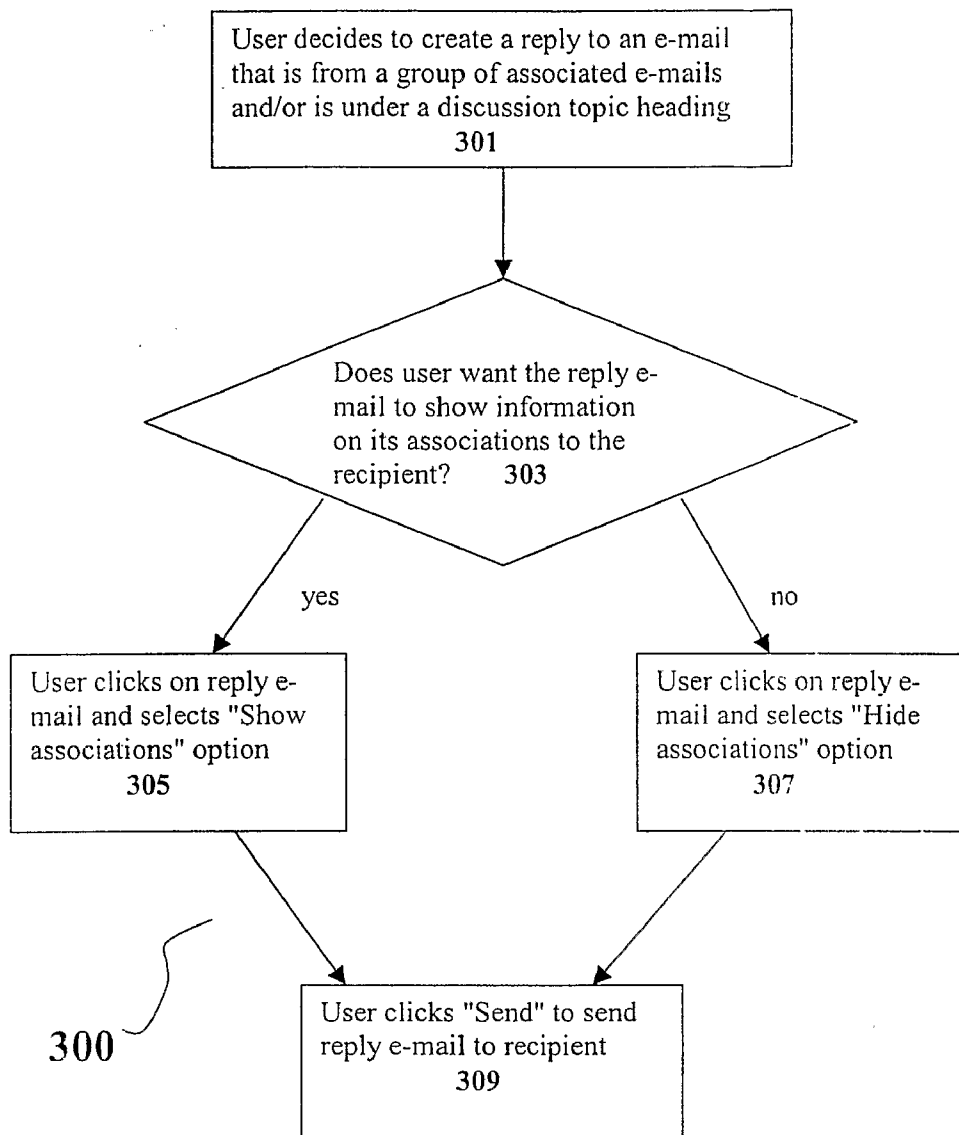 User decides to create a reply to an e-mail
that is from a group of associated e-mails
and/or is under a discussion topic heading
301
Does user want the reply e-
mail to show information
on its associations to the
recipient? 303
yes
no
User clicks on reply e-
mail and selects "Show
associations" option
305
User clicks on reply e-
mail and selects "Hide
associations" option
307
300
User clicks "Send" to send
reply e-mail to recipient
309